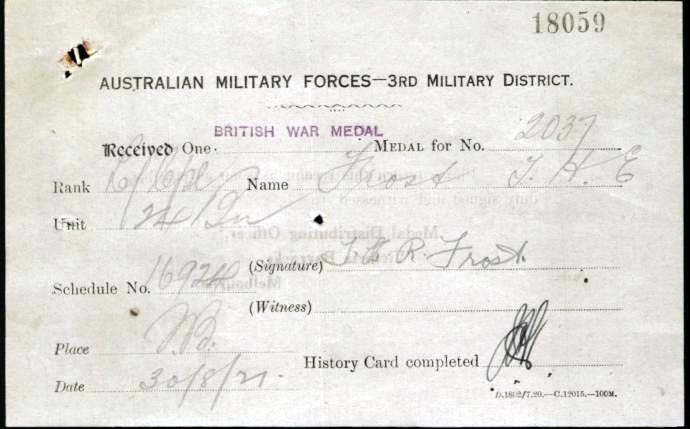 18059
AUSTRALIAN MILITARY FORCES—3RD MILITARY DISTRICT.
BRITISH WAR MEDAL
Received One MEDAL for No. 2037
Rank L/Cpl Name Frost T. H. E
Unit 24 Bn
(Signature) Frost.
Schedule No. 16924
(Witness)
Place
History Card completed
Date 30/8/21.
D.1802/7.20.—C.12015.—100M.